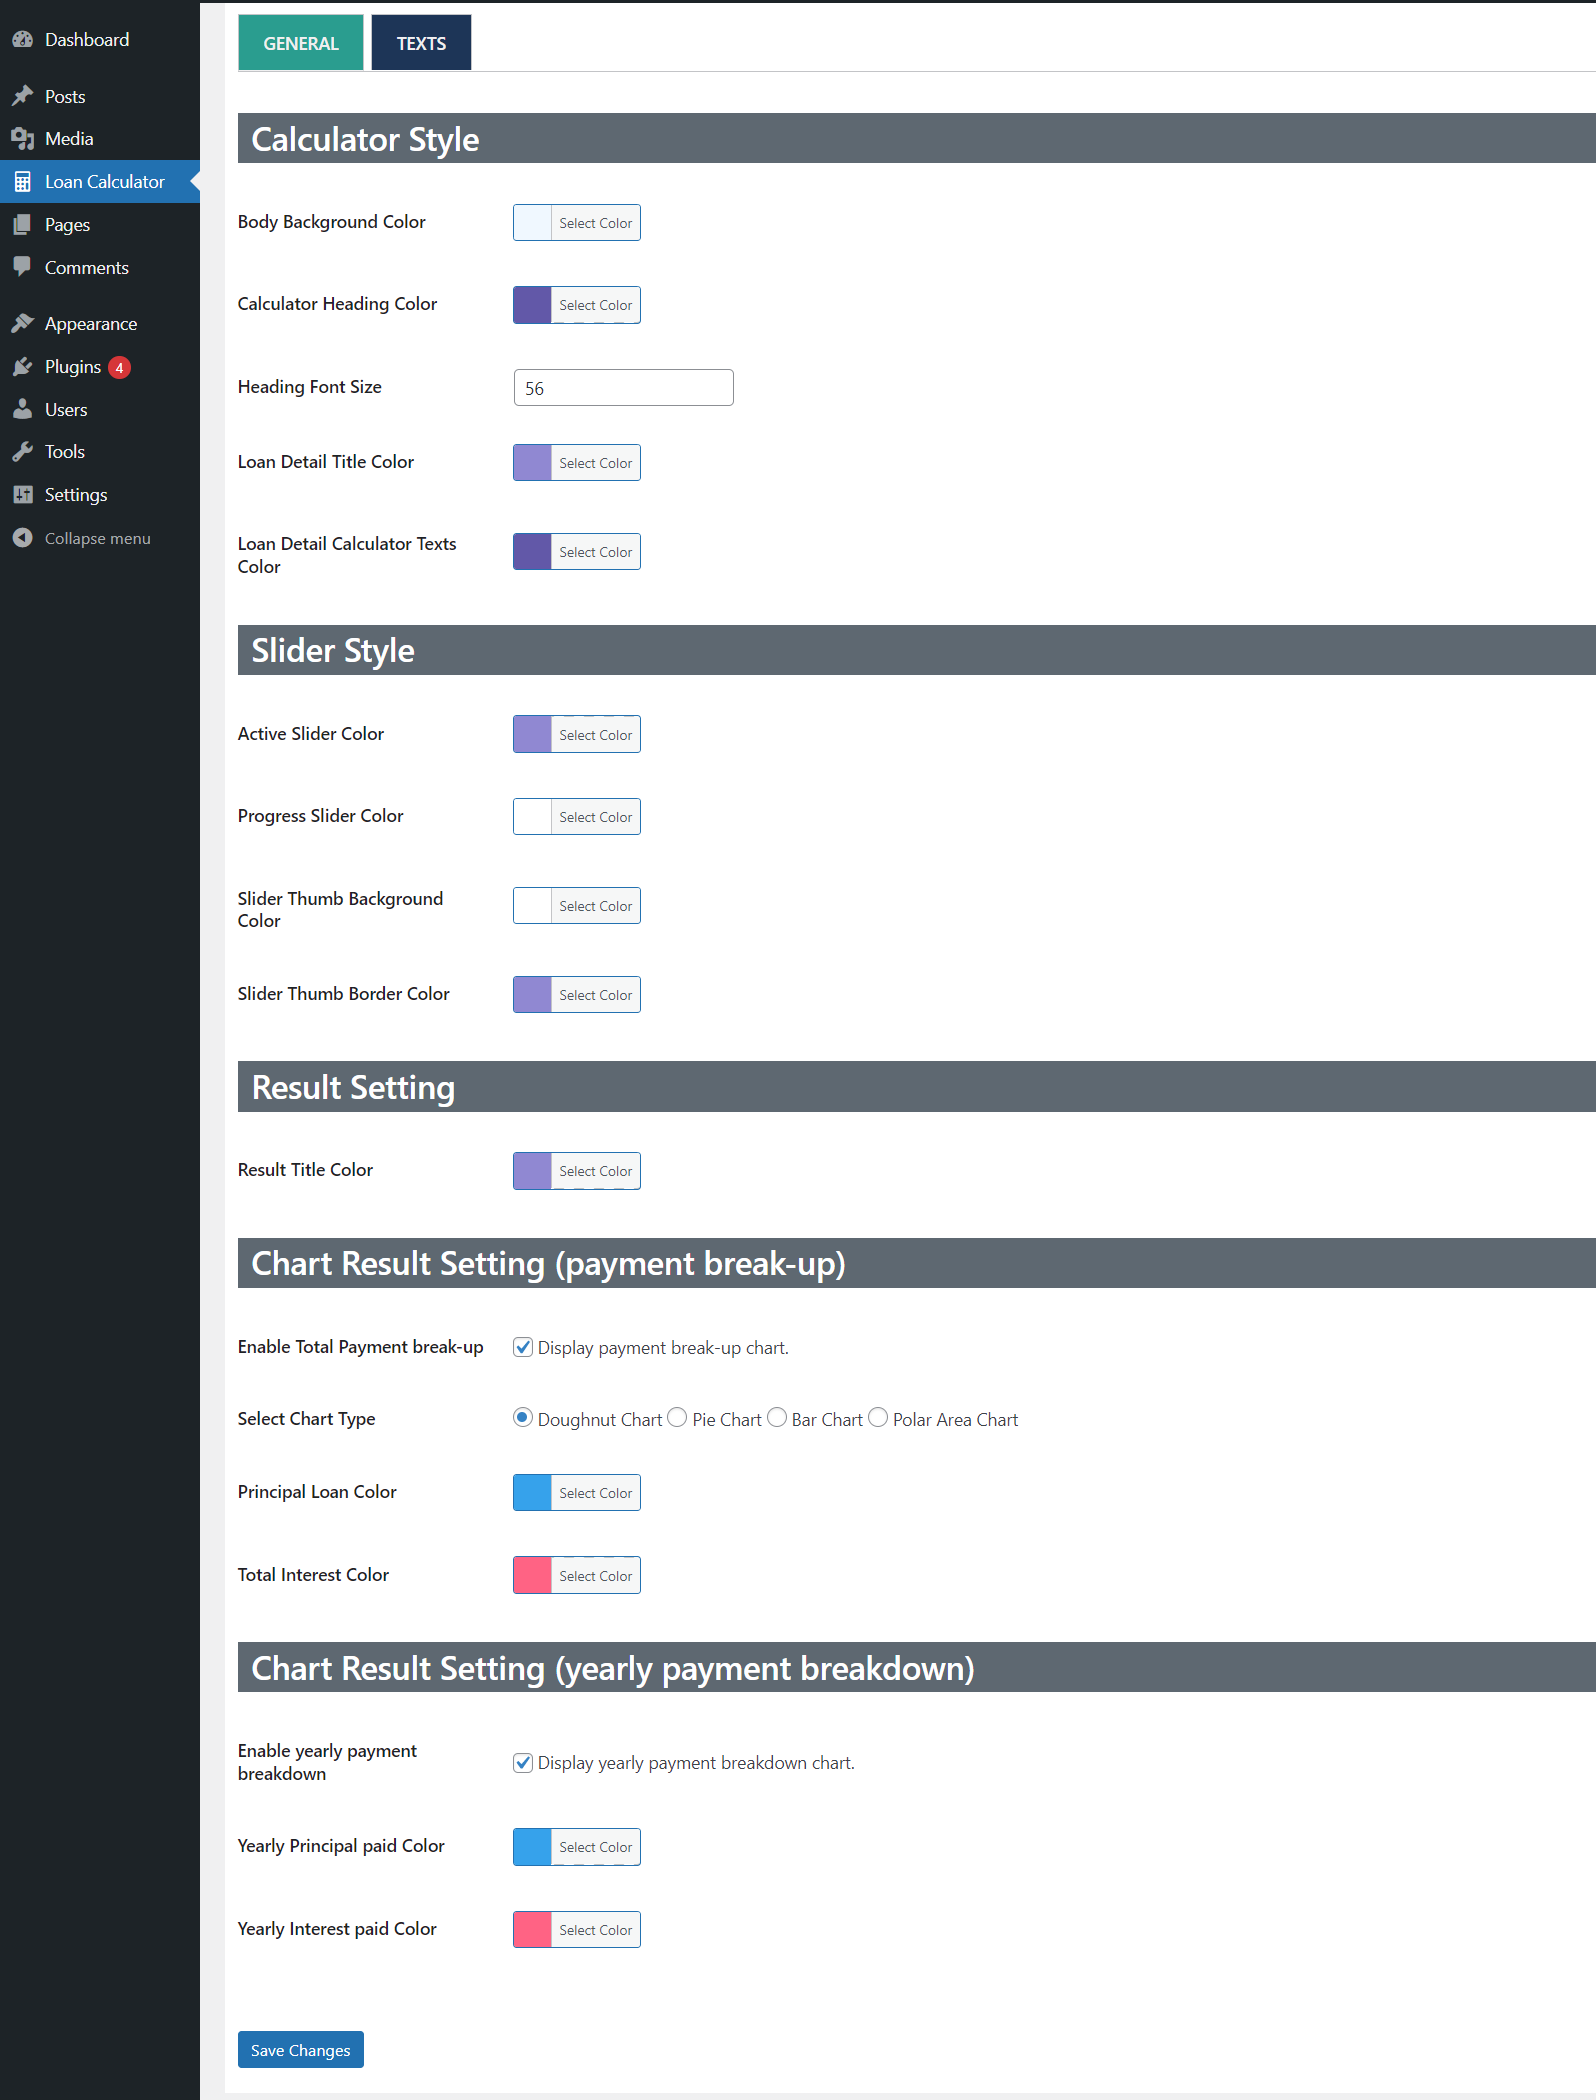 Dashboard
Posts
Media
Loan Calculator
Pages
Comments
Appearance
Plugins 4
Users
Tools
Settings
Collapse menu
GENERAL TEXTS
Calculator Style
Body Background Color Select Color
Calculator Heading Color Select Color
Heading Font Size 56
Loan Detail Title Color Select Color
Loan Detail Calculator Texts
Color
Select Color
Slider Style
Active Slider Color Select Color
Progress Slider Color Select Color
Slider Thumb Background
Color
Select Color
Slider Thumb Border Color Select Color
Result Setting
Result Title Color Select Color
Chart Result Setting (payment break-up)
Enable Total Payment break-up Display payment break-up chart.
Select Chart Type Doughnut Chart Pie Chart Bar Chart Polar Area Chart
Principal Loan Color Select Color
Total Interest Color Select Color
Chart Result Setting (yearly payment breakdown)
Enable yearly payment
breakdown
Display yearly payment breakdown chart.
Yearly Principal paid Color Select Color
Yearly Interest paid Color Select Color
Save Changes